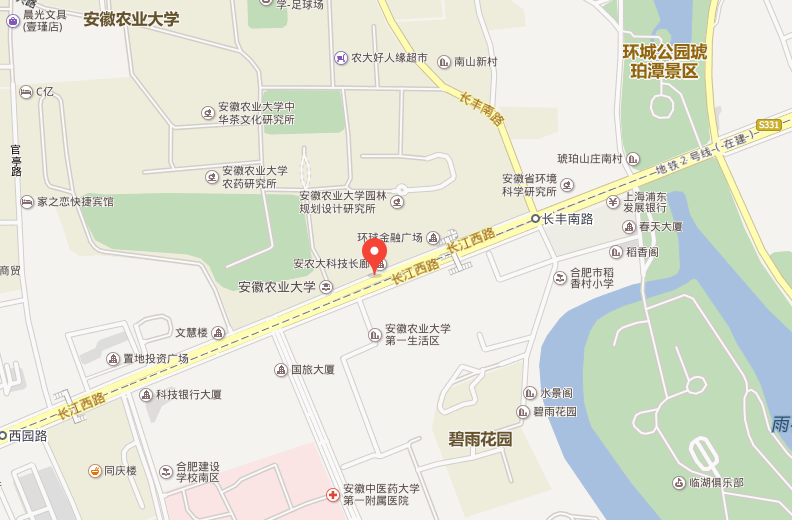 学-足球场
晨光文具
(壹瑾店)
安徽农业大学
环城公园琥
珀潭景区
农大好人缘超市
南山新村
C亿
长丰南路
安徽农业大学中
华茶文化研究所
S331
地铁2号线(在建)
官亭路
琥珀山庄南村
安徽农业大学
农药研究所
安徽省环境
科学研究所
安徽农业大学园林
规划设计研究所
家之恋快捷宾馆
上海浦东
发展银行
长丰南路
春天大厦
环球金融广场
长江西路
稻香阁
安农大科技长廊
长江西路
商贸
合肥市稻
香村小学
安徽农业大学
文慧楼
安徽农业大学
第一生活区
置地投资广场
国旅大厦
科技银行大厦
水景阁
长江西路
碧雨花园
西园路
碧雨花园
合肥建设
学校南区
同庆楼
临湖俱乐部
安徽中医药大学
第一附属医院